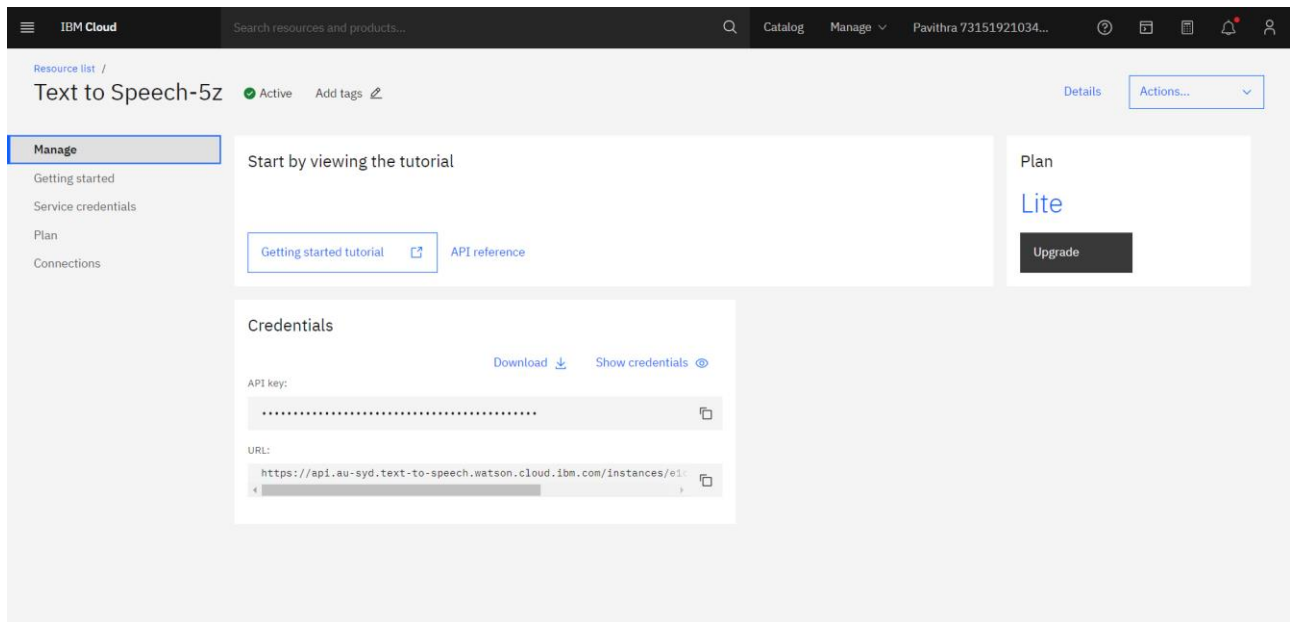 IBM Cloud Search resources and products... Catalog Manage Pavithra 73151921034...
Resource list /
Text to Speech-5z Active Add tags Details Actions...
Manage
Getting started
Service credentials
Plan
Connections
Start by viewing the tutorial
Getting started tutorial API reference
Plan
Lite
Upgrade
Credentials
Download Show credentials
API key:
............................................
URL:
https://api.au-syd.text-to-speech.watson.cloud.ibm.com/instances/e1